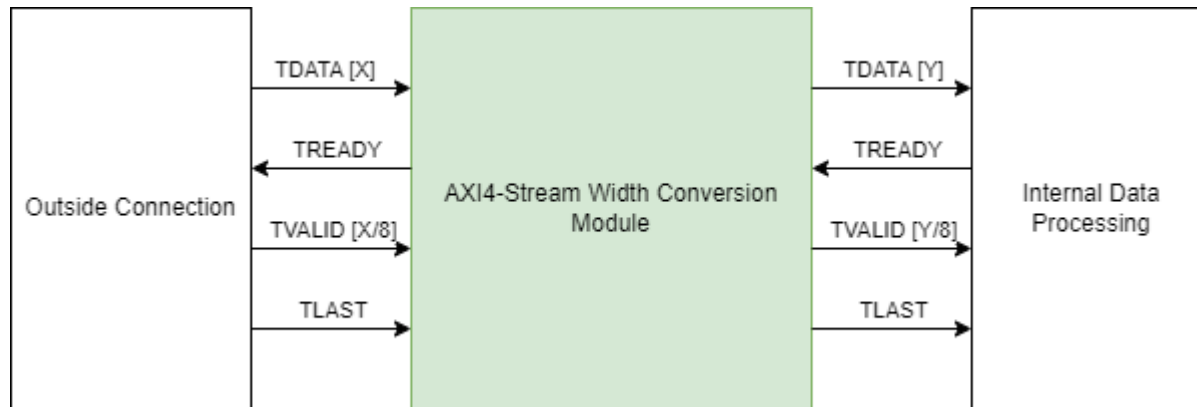 TDATA [X]
TDATA [Y]
TREADY
TREADY
Outside Connection
AXI4-Stream Width Conversion
Module
Internal Data
Processing
TVALID [X/8]
TVALID [Y/8]
TLAST
TLAST